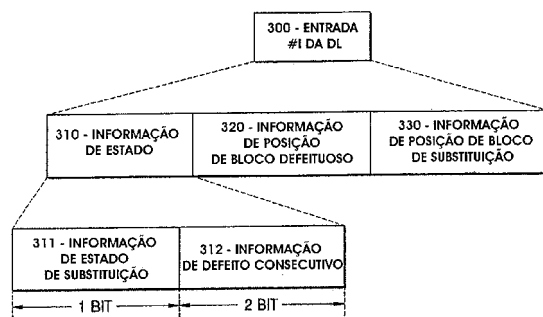 300 - ENTRADA
#I DA DL
310 - INFORMAÇÃO
DE ESTADO
320 - INFORMAÇÃO
DE POSIÇÃO
DE BLOCO DEFEITUOSO
330 - INFORMAÇÃO
DE POSIÇÃO DE BLOCO
DE SUBSTITUIÇÃO
311 - INFORMAÇÃO
DE ESTADO
DE SUBSTITUIÇÃO
312 - INFORMAÇÃO
DE DEFEITO CONSECUTIVO
1 BIT
2 BIT